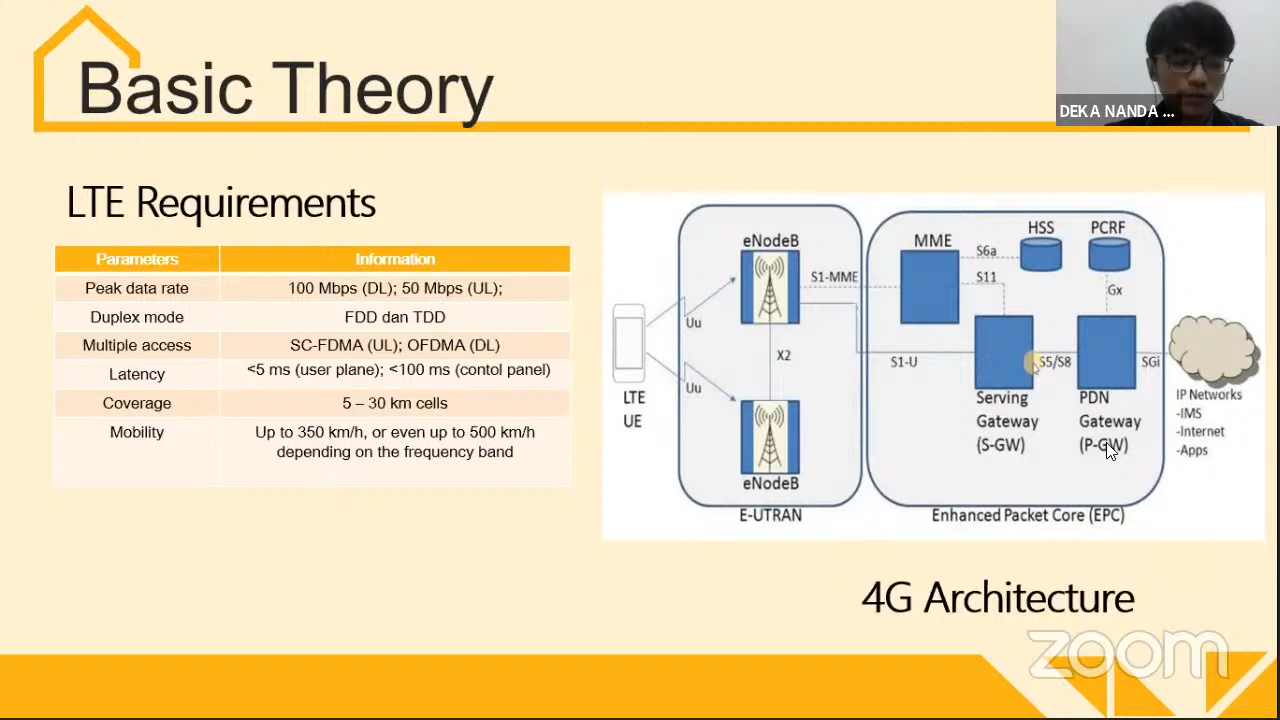 Basic Theory
DEKA NANDA ...
LTE Requirements
Parameters Information
Peak data rate 100 Mbps (DL); 50 Mbps (UL);
Duplex mode FDD dan TDD
Multiple access SC-FDMA (UL); OFDMA (DL)
Latency <5 ms (user plane); <100 ms (contol panel)
Coverage 5 – 30 km cells
Mobility Up to 350 km/h, or even up to 500 km/h
depending on the frequency band
LTE
UE
Uu
Uu
eNodeB
X2
eNodeB
E-UTRAN
S1-MME
S1-U
MME
S6a
S11
HSS
PCRF
Gx
S5/S8
SGi
Serving
Gateway
(S-GW)
PDN
Gateway
(P-GW)
Enhanced Packet Core (EPC)
IP Networks
-IMS
-Internet
-Apps
4G Architecture
zoom